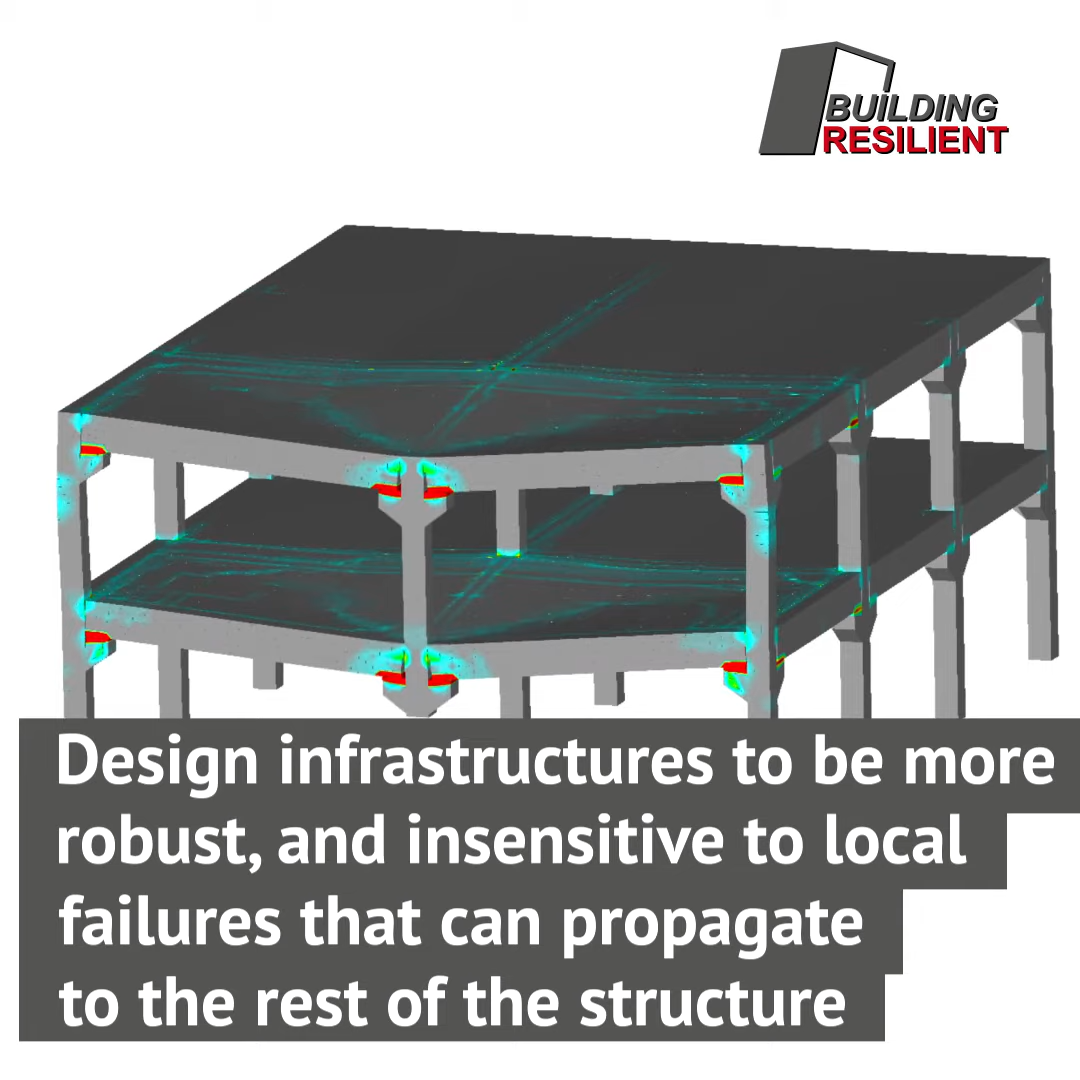 BUILDING
RESILIENT
Design infrastructures to be more
robust, and insensitive to local
failures that can propagate
to the rest of the structure